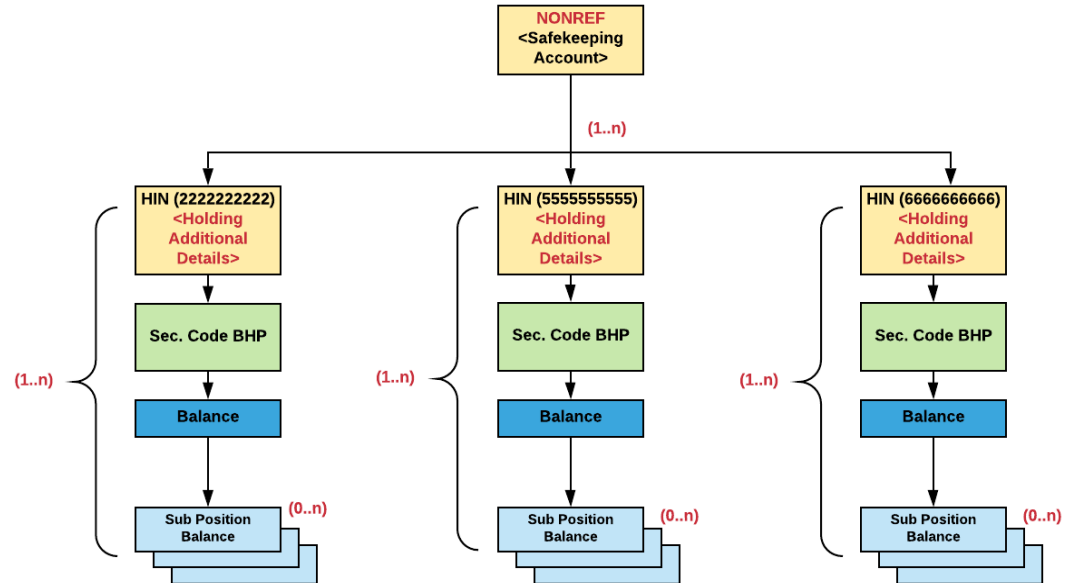 NONREF
<Safekeeping
Account>
(1..n)
HIN (2222222222)
<Holding
Additional
Details>
HIN (5555555555)
<Holding
Additional
Details>
HIN (6666666666)
<Holding
Additional
Details>
Sec. Code BHP
Sec. Code BHP
Sec. Code BHP
(1..n)
(1..n)
(1..n)
Balance
Balance
Balance
(0..n)
(0..n)
(0..n)
Sub Position
Balance
Sub Position
Balance
Sub Position
Balance